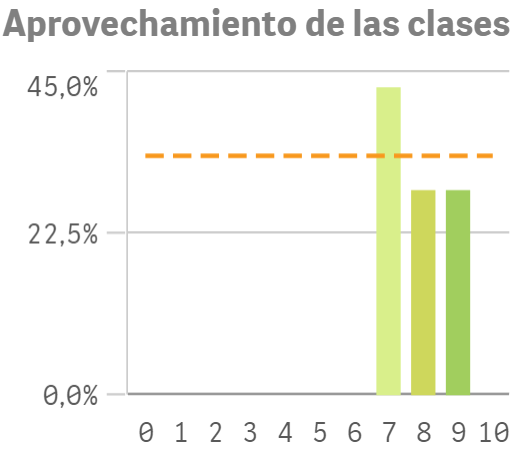 Aprovechamiento de las clases
45,0%
22,5%
0,0%
0 1 2 3 4 5 6 7 8 9 10